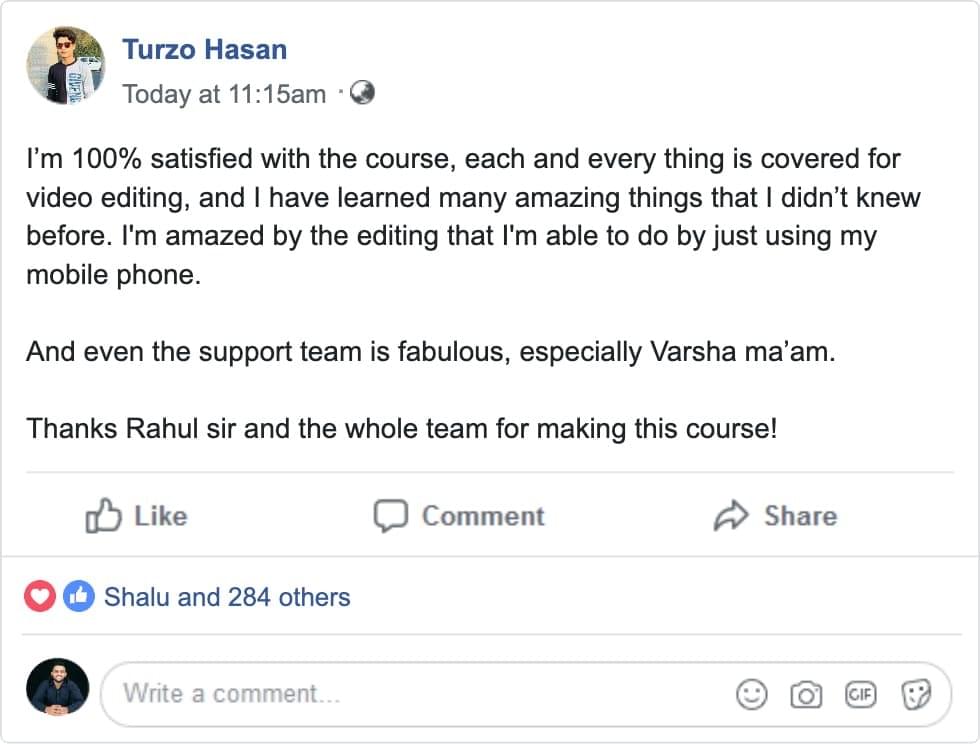 Turzo Hasan
Today at 11:15am ·
I’m 100% satisfied with the course, each and every thing is covered for
video editing, and I have learned many amazing things that I didn’t knew
before. I'm amazed by the editing that I'm able to do by just using my
mobile phone.
And even the support team is fabulous, especially Varsha ma’am.
Thanks Rahul sir and the whole team for making this course!
Like Comment Share
Shalu and 284 others
Write a comment... GIF